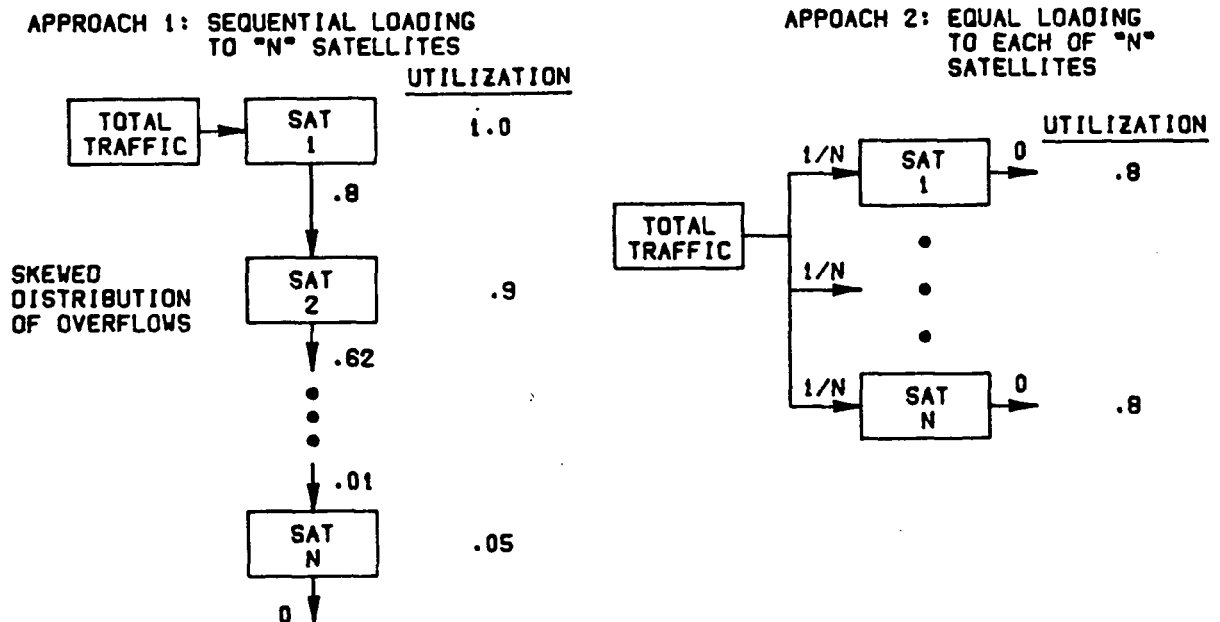 APPROACH 1: SEQUENTIAL LOADING
TO "N" SATELLITES
UTILIZATION
TOTAL
TRAFFIC
SAT
1
1.0
.8
SKEWED
DISTRIBUTION
OF OVERFLOWS
SAT
2
.9
.62
.01
SAT
N
.05
0
APPOACH 2: EQUAL LOADING
TO EACH OF "N"
SATELLITES
UTILIZATION
TOTAL
TRAFFIC
1/N
SAT
1
0
.8
1/N
1/N
SAT
N
0
.8